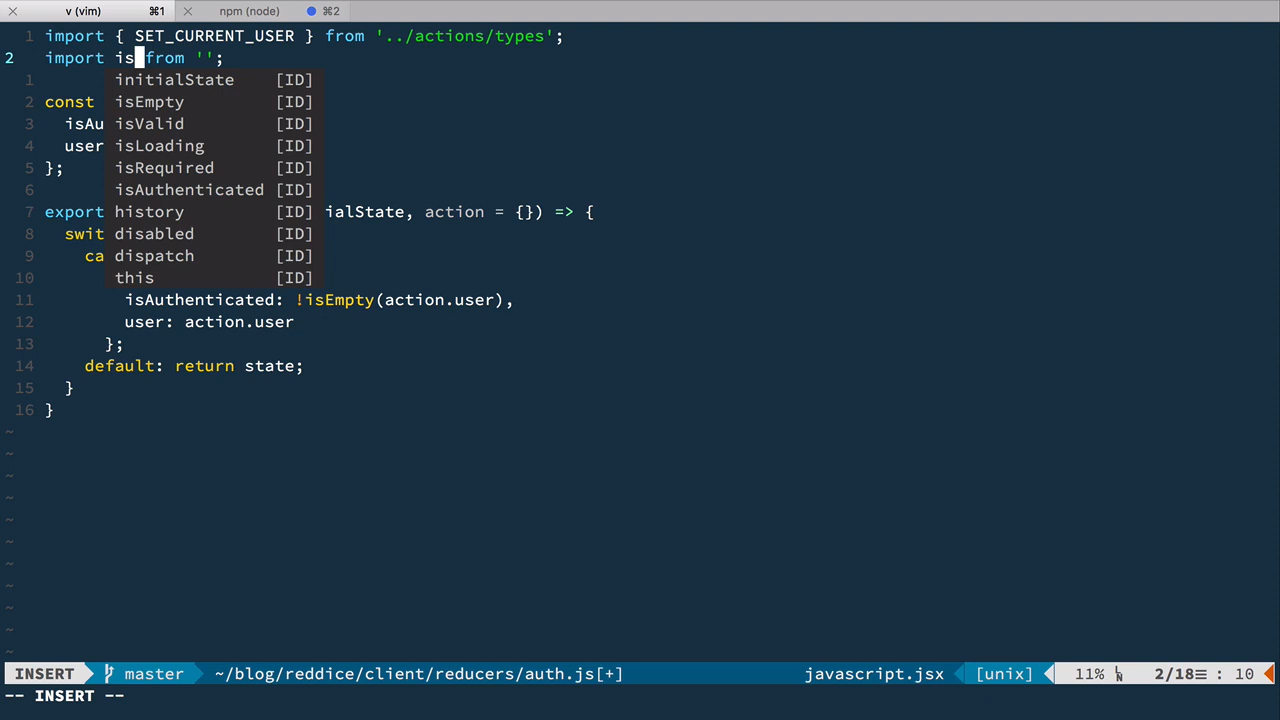 v (vim) ⌘1 npm (node) ⌘2
1 import { SET_CURRENT_USER } from '../actions/types';
2 import is from '';
1 initialState [ID]
2 const isEmpty [ID]
3 isAu isValid [ID]
4 user isLoading [ID]
5 }; isRequired [ID]
6 isAuthenticated [ID]
7 export history [ID] ialState, action = {}) => {
8 swit disabled [ID]
9 ca dispatch [ID]
10 this [ID]
11 isAuthenticated: !isEmpty(action.user),
12 user: action.user
13 };
14 default: return state;
15 }
16 }
~
~
~
~
~
~
~
~
~
~
~
INSERT master ~/blog/reddice/client/reducers/auth.js[+] javascript.jsx [unix] 11% LN 2/18≡ : 10
-- INSERT --